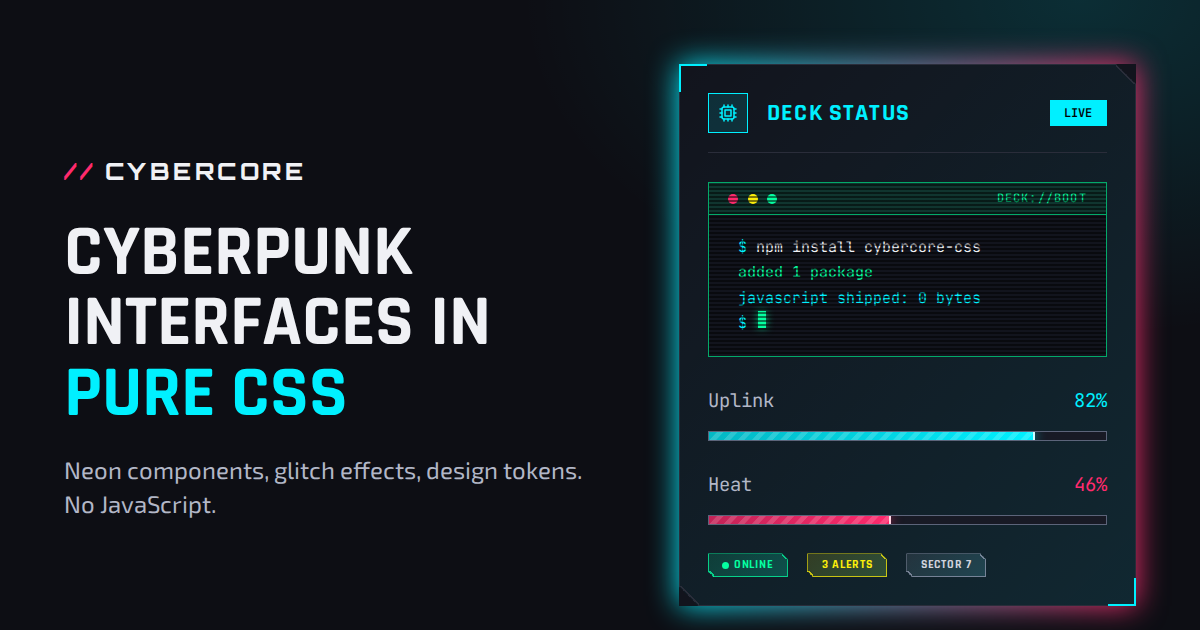 // CYBERCORE
CYBERPUNK
INTERFACES IN
PURE CSS
Neon components, glitch effects, design tokens.
No JavaScript.
DECK STATUS
LIVE
DECK://BOOT
$ npm install cybercore-css
added 1 package
javascript shipped: 0 bytes
$
Uplink
82%
Heat
46%
ONLINE
3 ALERTS
SECTOR 7